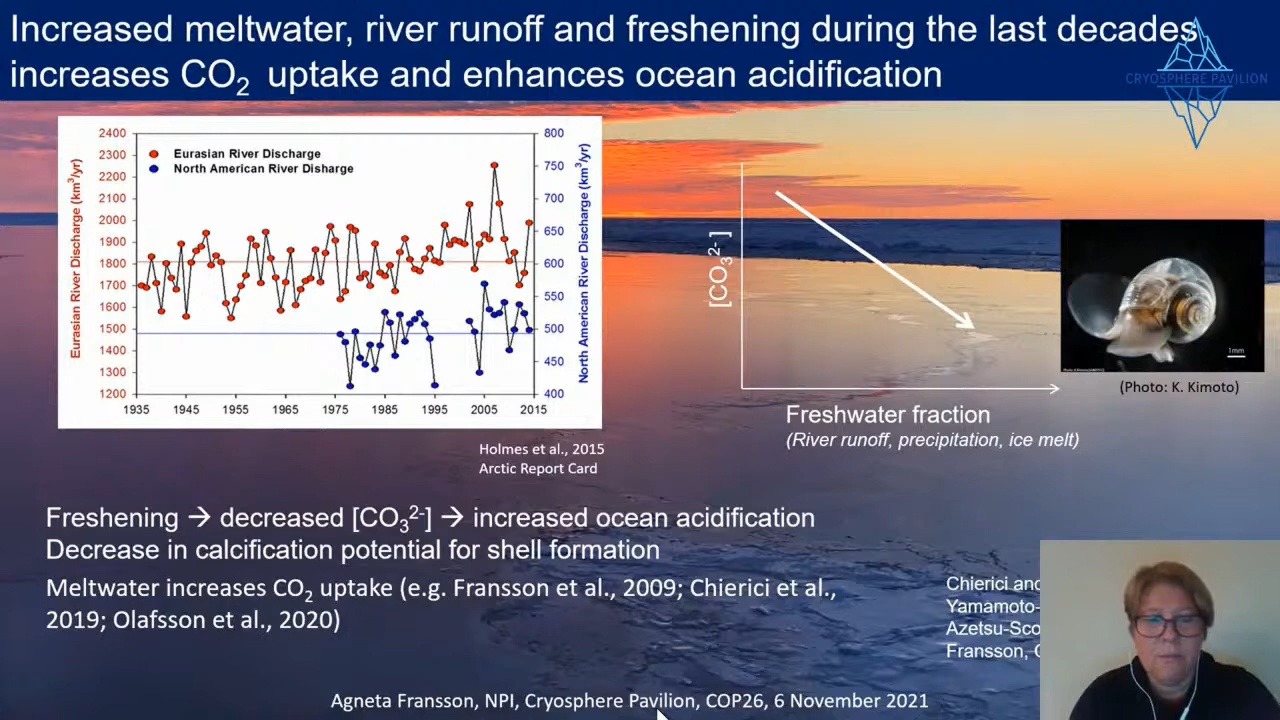 Increased meltwater, river runoff and freshening during the last decades
increases CO₂ uptake and enhances ocean acidification
CRYOSPHERE PAVILION
Eurasian River Discharge (km³/yr)
2400
2300
2200
2100
2000
1900
1800
1700
1600
1500
1400
1300
1200
Eurasian River Discharge
North American River Disharge
800
750
700
650
600
550
500
450
400
North American River Discharge (km³/yr)
1935 1945 1955 1965 1975 1985 1995 2005 2015
Holmes et al., 2015
Arctic Report Card
[CO₃²⁻]
Freshwater fraction
(River runoff, precipitation, ice melt)
1mm
(Photo: K. Kimoto)
Freshening → decreased [CO₃²⁻] → increased ocean acidification
Decrease in calcification potential for shell formation
Meltwater increases CO₂ uptake (e.g. Fransson et al., 2009; Chierici et al.,
2019; Olafsson et al., 2020)
Chierici and
Yamamoto-
Azetsu-Sco
Fransson,
Agneta Fransson, NPI, Cryosphere Pavilion, COP26, 6 November 2021